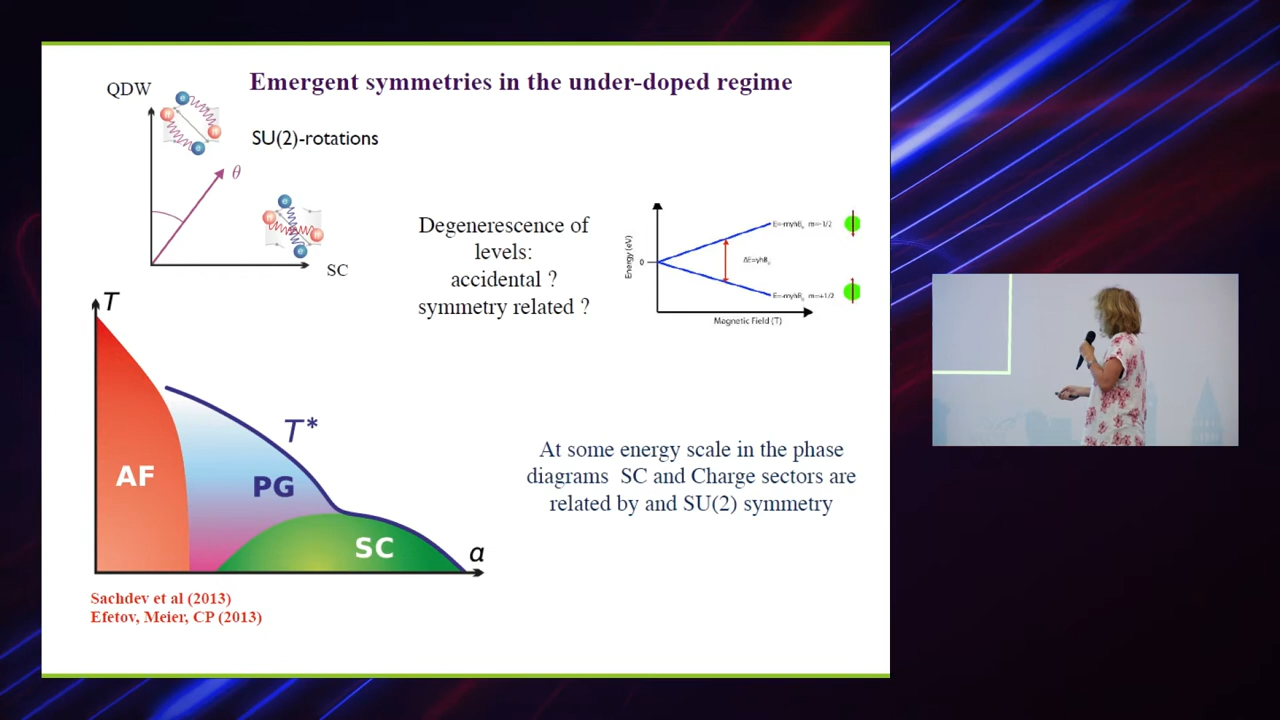 Emergent symmetries in the under-doped regime
QDW
SU(2)-rotations
θ
SC
Degenerescence of
levels:
accidental ?
symmetry related ?
Energy (eV)
0
Magnetic Field (T)
T
T*
AF
PG
SC
a
At some energy scale in the phase
diagrams SC and Charge sectors are
related by and SU(2) symmetry
Sachdev et al (2013)
Efetov, Meier, CP (2013)